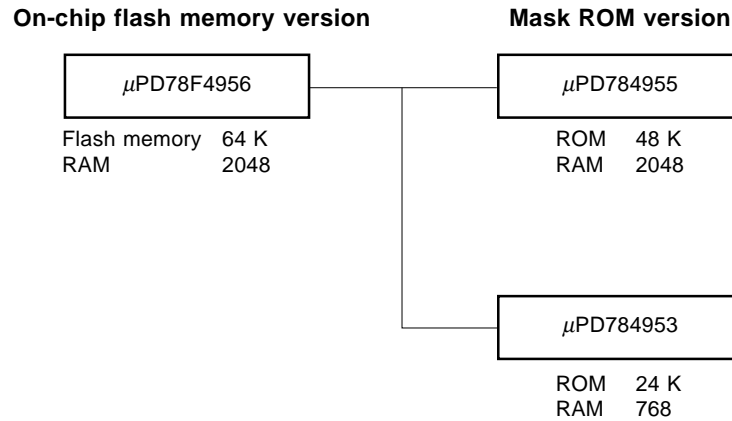 On-chip flash memory version
Mask ROM version
μPD78F4956
Flash memory 64 K
RAM 2048
μPD784955
ROM 48 K
RAM 2048
μPD784953
ROM 24 K
RAM 768